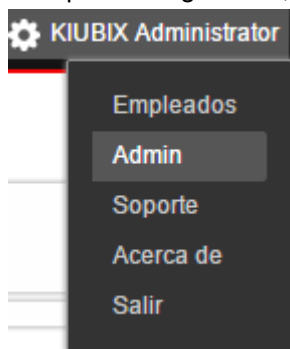 KIUBIX Administrator
Empleados
Admin
Soporte
Acerca de
Salir